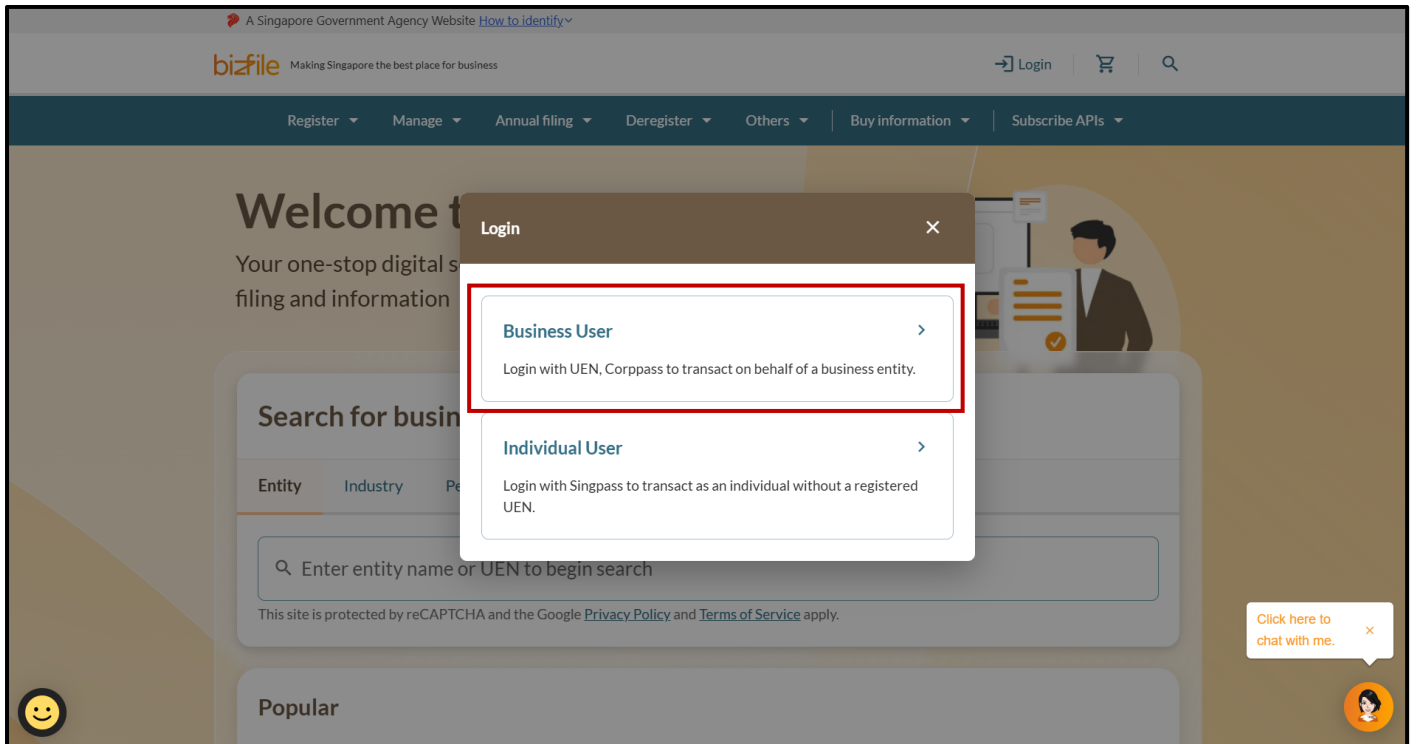 A Singapore Government Agency Website How to identify
bizfile Making Singapore the best place for business
Login
Register Manage Annual filing Deregister Others Buy information Subscribe APIs
Welcome t
Your one-stop digital s
filing and information
Login
Business User
Login with UEN, Corppass to transact on behalf of a business entity.
Individual User
Login with Singpass to transact as an individual without a registered
UEN.
Search for busin
Entity Industry Pe
Enter entity name or UEN to begin search
This site is protected by reCAPTCHA and the Google Privacy Policy and Terms of Service apply.
Click here to
chat with me.
Popular